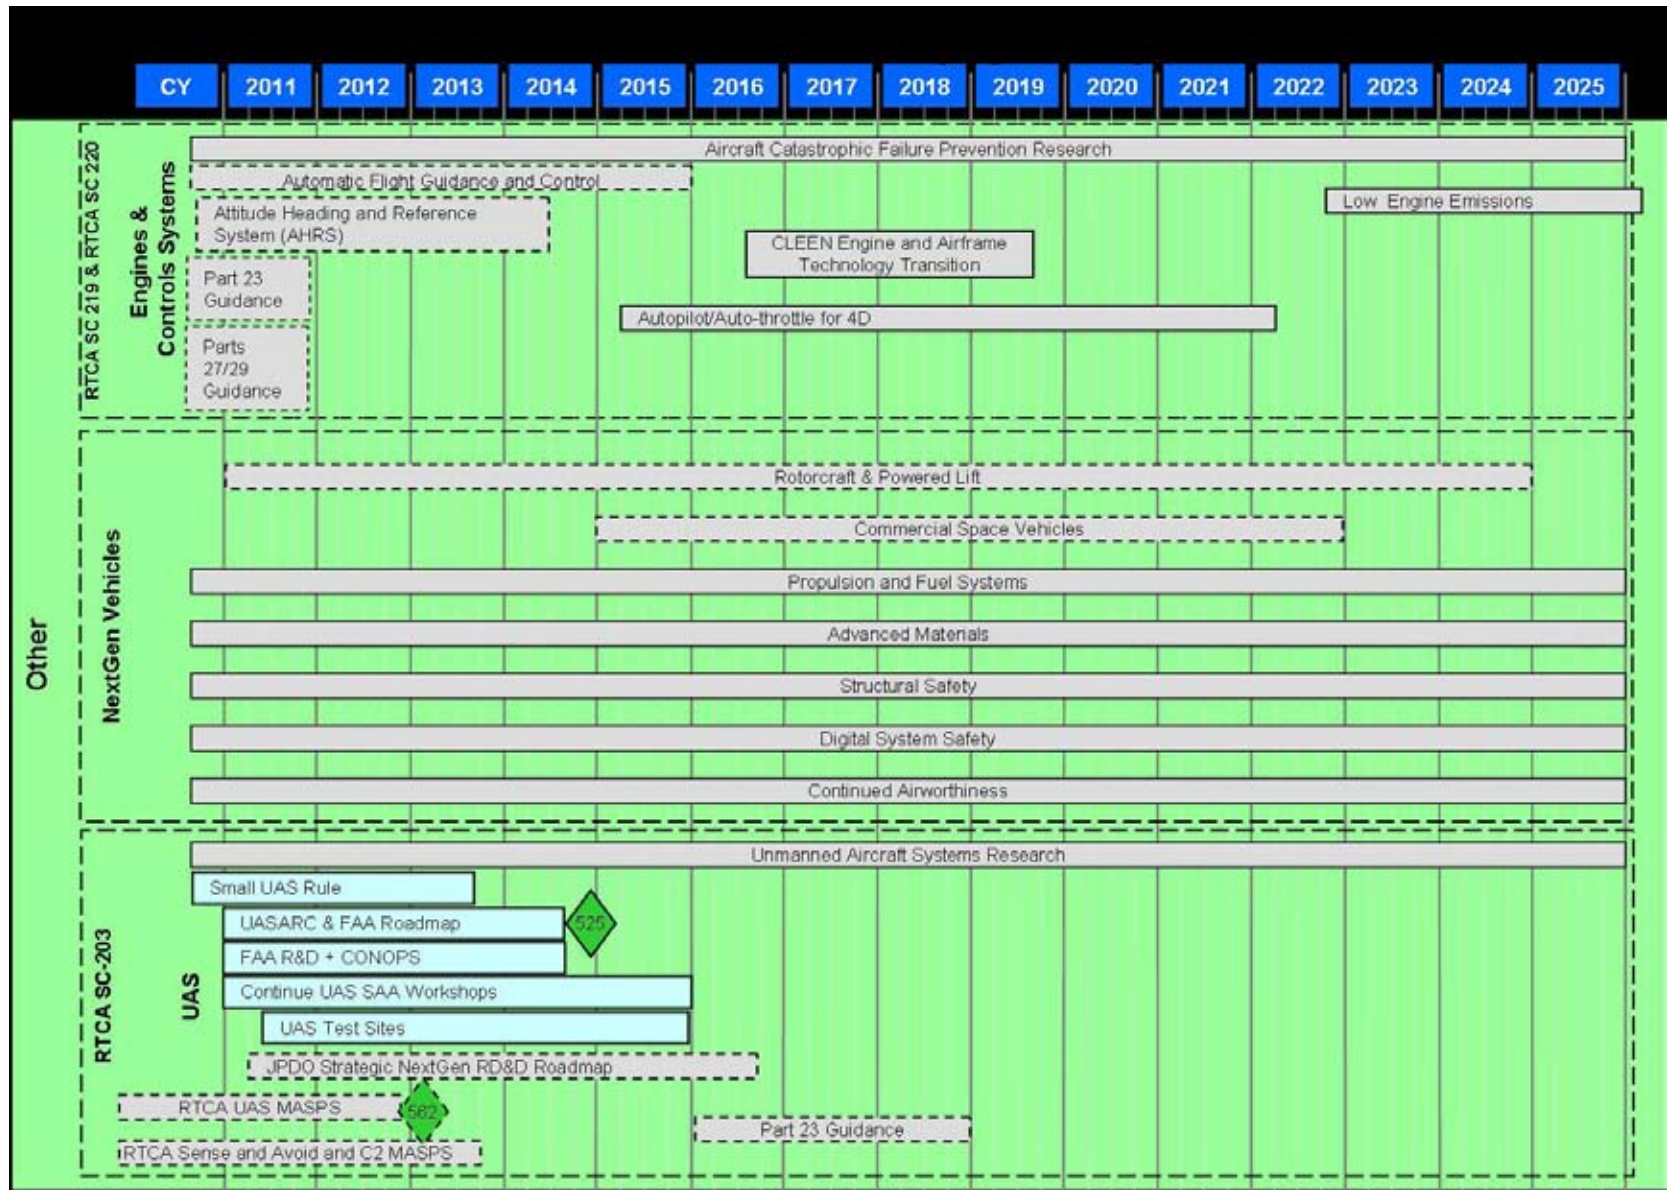 CY 2011 2012 2013 2014 2015 2016 2017 2018 2019 2020 2021 2022 2023 2024 2025
Other
RTCA SC 219 & RTCA SC 220
Engines &
Controls Systems
Aircraft Catastrophic Failure Prevention Research
Automatic Flight Guidance and Control
Low Engine Emissions
Attitude Heading and Reference
System (AHRS)
CLEEN Engine and Airframe
Technology Transition
Part 23
Guidance
Autopilot/Auto-throttle for 4D
Parts
27/29
Guidance
NextGen Vehicles
Rotorcraft & Powered Lift
Commercial Space Vehicles
Propulsion and Fuel Systems
Advanced Materials
Structural Safety
Digital System Safety
Continued Airworthiness
RTCA SC-203
UAS
Unmanned Aircraft Systems Research
Small UAS Rule
UASARC & FAA Roadmap
525
FAA R&D + CONOPS
Continue UAS SAA Workshops
UAS Test Sites
JPDO Strategic NextGen RD&D Roadmap
RTCA UAS MASPS
562
Part 23 Guidance
RTCA Sense and Avoid and C2 MASPS